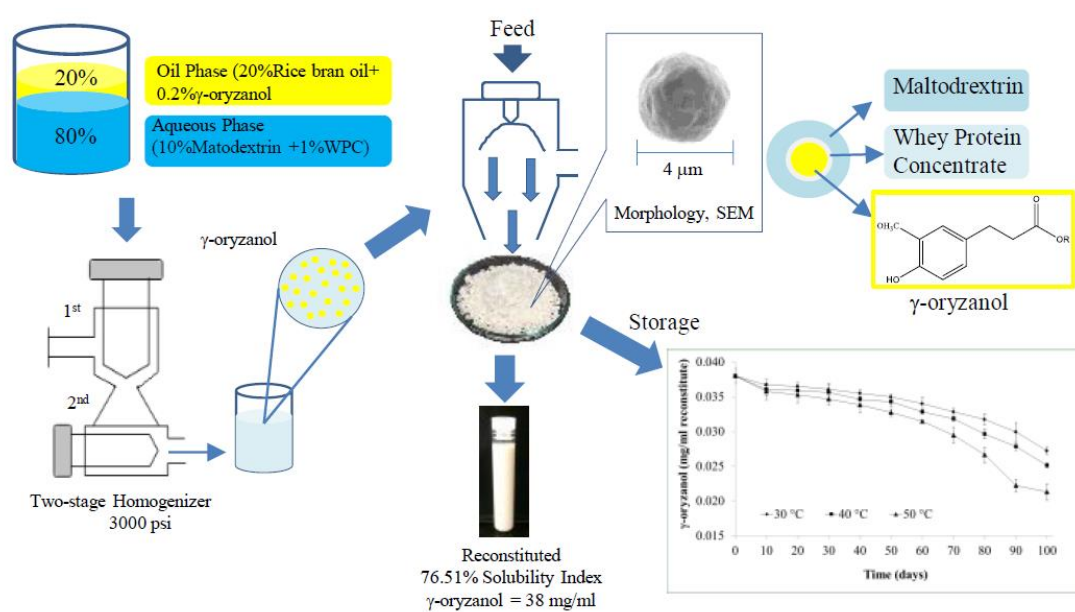 20%
80%
Oil Phase (20%Rice bran oil+
0.2%γ-oryzanol
Aqueous Phase
(10%Matodextrin +1%WPC)
1st
2nd
Two-stage Homogenizer
3000 psi
γ-oryzanol
Feed
4 μm
Morphology, SEM
Maltodrextrin
Whey Protein
Concentrate
O
CH₃C
OR
HO
γ-oryzanol
Storage
Reconstituted
76.51% Solubility Index
γ-oryzanol = 38 mg/ml
γ-oryzanol (mg/ml reconstitute)
0.040
0.035
0.030
0.025
0.020
0.015
30 °C 40 °C 50 °C
0 10 20 30 40 50 60 70 80 90 100
Time (days)